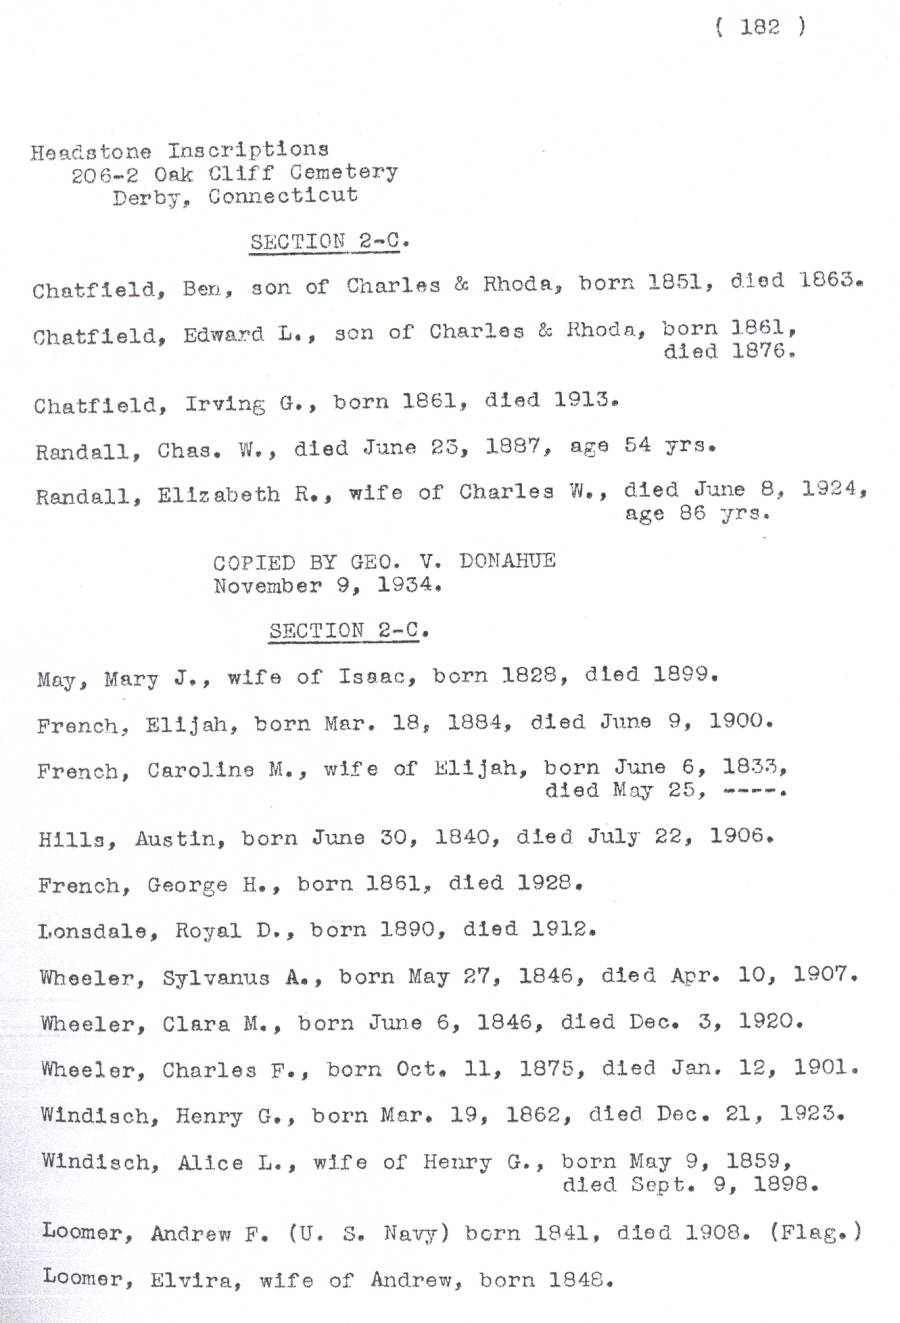 ( 182 )
Headstone Inscriptions
206-2 Oak Cliff Cemetery
Derby, Connecticut
SECTION 2-C.
Chatfield, Ben, son of Charles & Rhoda, born 1851, died 1863.
Chatfield, Edward L., son of Charles & Rhoda, born 1861,
died 1876.
Chatfield, Irving G., born 1861, died 1913.
Randall, Chas. W., died June 23, 1887, age 54 yrs.
Randall, Elizabeth R., wife of Charles W., died June 8, 1924,
age 86 yrs.
COPIED BY GEO. V. DONAHUE
November 9, 1934.
SECTION 2-C.
May, Mary J., wife of Isaac, born 1828, died 1899.
French, Elijah, born Mar. 18, 1884, died June 9, 1900.
French, Caroline M., wife of Elijah, born June 6, 1833,
died May 25, ----.
Hills, Austin, born June 30, 1840, died July 22, 1906.
French, George H., born 1861, died 1928.
Lonsdale, Royal D., born 1890, died 1912.
Wheeler, Sylvanus A., born May 27, 1846, died Apr. 10, 1907.
Wheeler, Clara M., born June 6, 1846, died Dec. 3, 1920.
Wheeler, Charles F., born Oct. 11, 1875, died Jan. 12, 1901.
Windisch, Henry G., born Mar. 19, 1862, died Dec. 21, 1923.
Windisch, Alice L., wife of Henry G., born May 9, 1859,
died Sept. 9, 1898.
Loomer, Andrew F. (U. S. Navy) born 1841, died 1908. (Flag.)
Loomer, Elvira, wife of Andrew, born 1848.